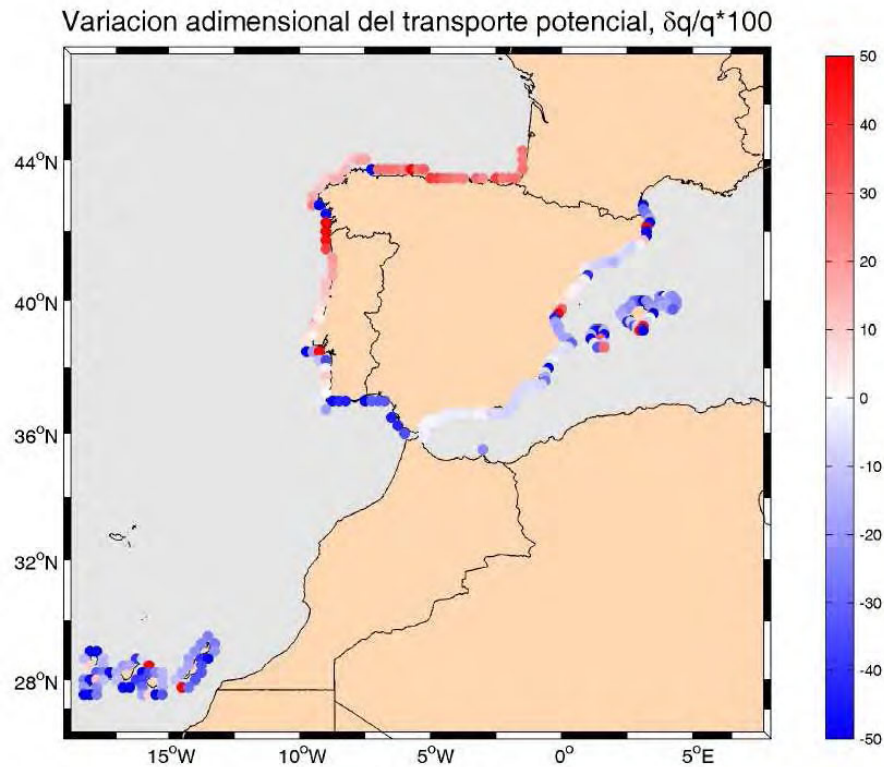 Variacion adimensional del transporte potencial, δq/q*100
44°N
40°N
36°N
32°N
28°N
15°W
10°W
5°W
0°
5°E
50
40
30
20
10
0
-10
-20
-30
-40
-50